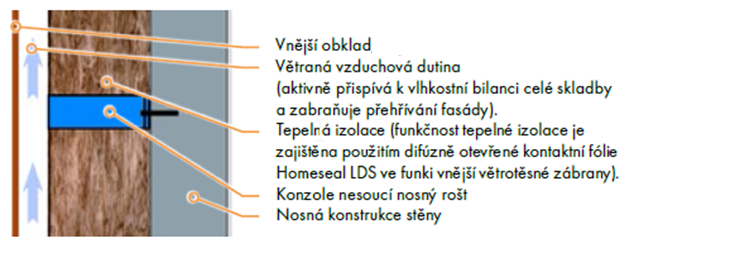 Vnější obklad
Větraná vzduchová dutina
(aktivně přispívá k vlhkostní bilanci celé skladby
a zabraňuje přehřívání fasády).
Tepelná izolace (funkčnost tepelné izolace je
zajištěna použitím difúzně otevřené kontaktní fólie
Homeseal LDS ve funki vnější větrotěsné zábrany).
Konzole nesoucí nosný rošt
Nosná konstrukce stěny